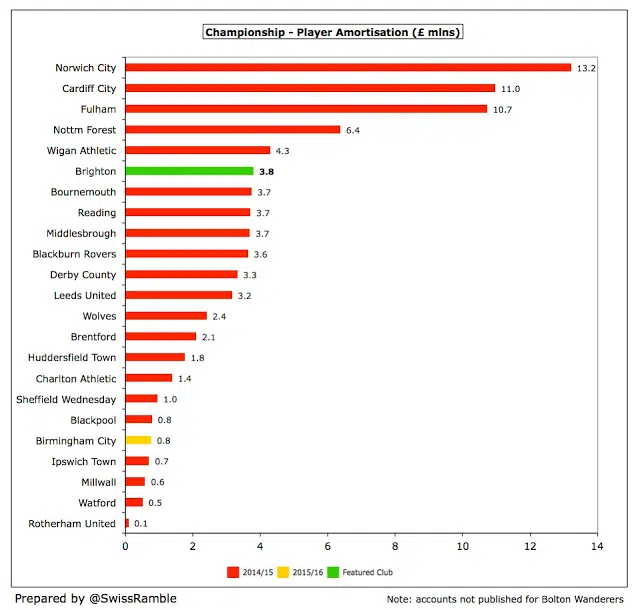 Championship - Player Amortisation (£ mlns)
Norwich City 13.2
Cardiff City 11.0
Fulham 10.7
Nottm Forest 6.4
Wigan Athletic 4.3
Brighton 3.8
Bournemouth 3.7
Reading 3.7
Middlesbrough 3.7
Blackburn Rovers 3.6
Derby County 3.3
Leeds United 3.2
Wolves 2.4
Brentford 2.1
Huddersfield Town 1.8
Charlton Athletic 1.4
Sheffield Wednesday 1.0
Blackpool 0.8
Birmingham City 0.8
Ipswich Town 0.7
Millwall 0.6
Watford 0.5
Rotherham United 0.1
0 2 4 6 8 10 12 14
2014/15 2015/16 Featured Club
Prepared by @SwissRamble Note: accounts not published for Bolton Wanderers